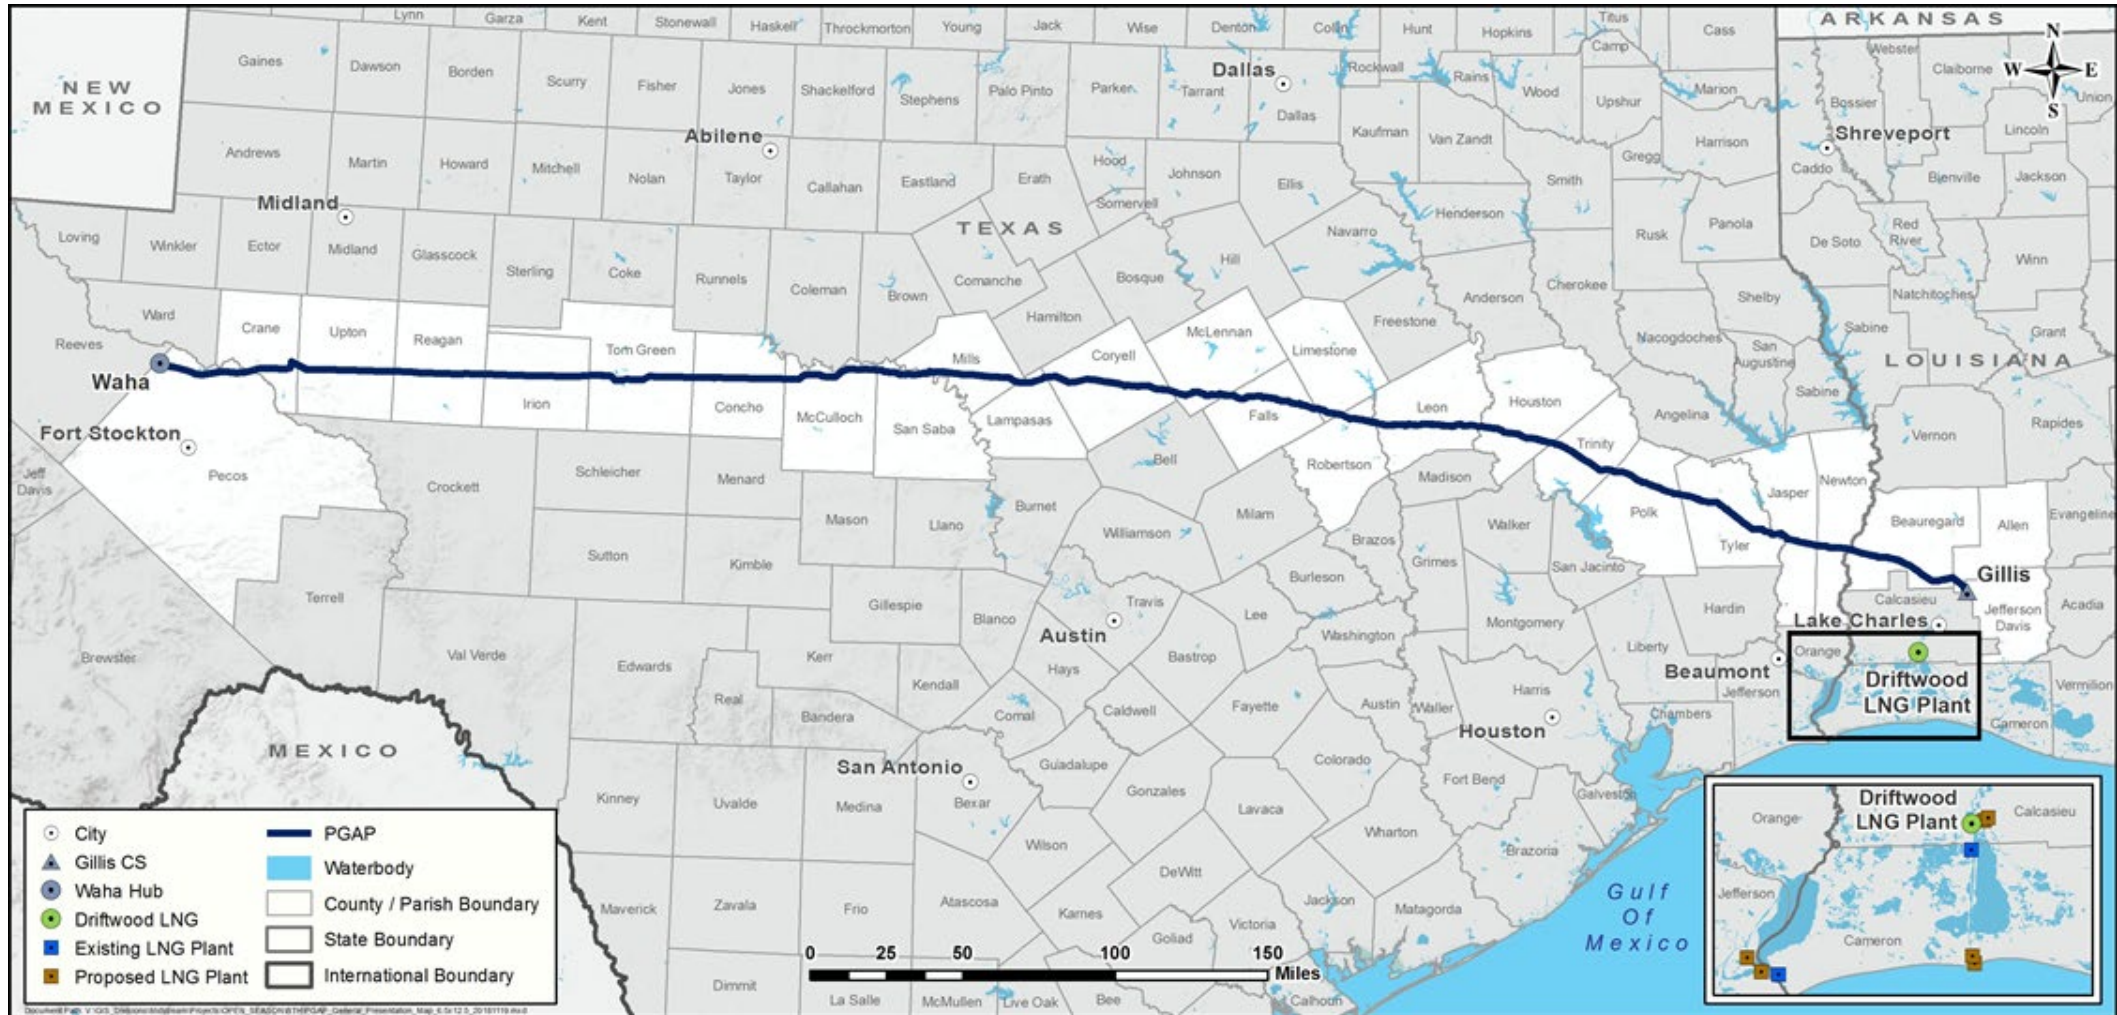 Lynn
Garza
Kent
Stonewall
Haskell
Throckmorton
Young
Jack
Wise
Denton
Collin
Hunt
Hopkins
Titus
Camp
Cass
ARKANSAS
N
W
E
S
NEW
MEXICO
Gaines
Dawson
Borden
Scurry
Fisher
Jones
Shackelford
Stephens
Palo Pinto
Parker
Tarrant
Dallas
Dallas
Rockwall
Rains
Wood
Upshur
Marion
Webster
Claiborne
Union
Bossier
Lincoln
Kaufman
Van Zandt
Harrison
Gregg
Shreveport
Caddo
Bienville
Jackson
Abilene
Andrews
Martin
Howard
Mitchell
Nolan
Taylor
Callahan
Eastland
Erath
Hood
Somervell
Johnson
Ellis
Smith
Henderson
Rusk
Panola
De Soto
Red
River
Winn
Midland
TEXAS
Navarro
Loving
Winkler
Ector
Midland
Glasscock
Sterling
Coke
Runnels
Coleman
Brown
Comanche
Bosque
Hill
Anderson
Cherokee
Shelby
Natchitoches
Sabine
Grant
Ward
Reeves
Crane
Upton
Reagan
Tom Green
Hamilton
Mills
Coryell
McLennan
Limestone
Freestone
Nacogdoches
San
Augustine
Sabine
LOUISIANA
Waha
Irion
Concho
McCulloch
San Saba
Lampasas
Falls
Leon
Houston
Angelina
Trinity
Vernon
Rapides
Fort Stockton
Pecos
Jeff
Davis
Crockett
Schleicher
Menard
Bell
Robertson
Madison
Jasper
Newton
Polk
Tyler
Beauregard
Allen
Evangeline
Mason
Llano
Burnet
Williamson
Milam
Brazos
Walker
Grimes
San Jacinto
Sutton
Kimble
Terrell
Gillespie
Blanco
Travis
Austin
Burleson
Lee
Washington
Montgomery
Hardin
Liberty
Gillis
Calcasieu
Jefferson
Davis
Acadia
Lake Charles
Orange
Beaumont
Jefferson
Driftwood
LNG Plant
Vermilion
Cameron
Brewster
Val Verde
Edwards
Kerr
Real
Bandera
Kendall
Hays
Comal
Caldwell
Bastrop
Fayette
Austin
Waller
Harris
Houston
Chambers
MEXICO
San Antonio
Bexar
Guadalupe
Gonzales
Colorado
Fort Bend
Galveston
Kinney
Uvalde
Medina
Wilson
Lavaca
Wharton
Brazoria
DeWitt
Maverick
Zavala
Frio
Atascosa
Karnes
Goliad
Victoria
Jackson
Matagorda
Gulf
Of
Mexico
Dimmit
La Salle
McMullen
Live Oak
Bee
Calhoun
0 25 50 100 150
Miles
City
Gillis CS
Waha Hub
Driftwood LNG
Existing LNG Plant
Proposed LNG Plant
PGAP
Waterbody
County / Parish Boundary
State Boundary
International Boundary
Driftwood
LNG Plant
Orange
Calcasieu
Jefferson
Cameron